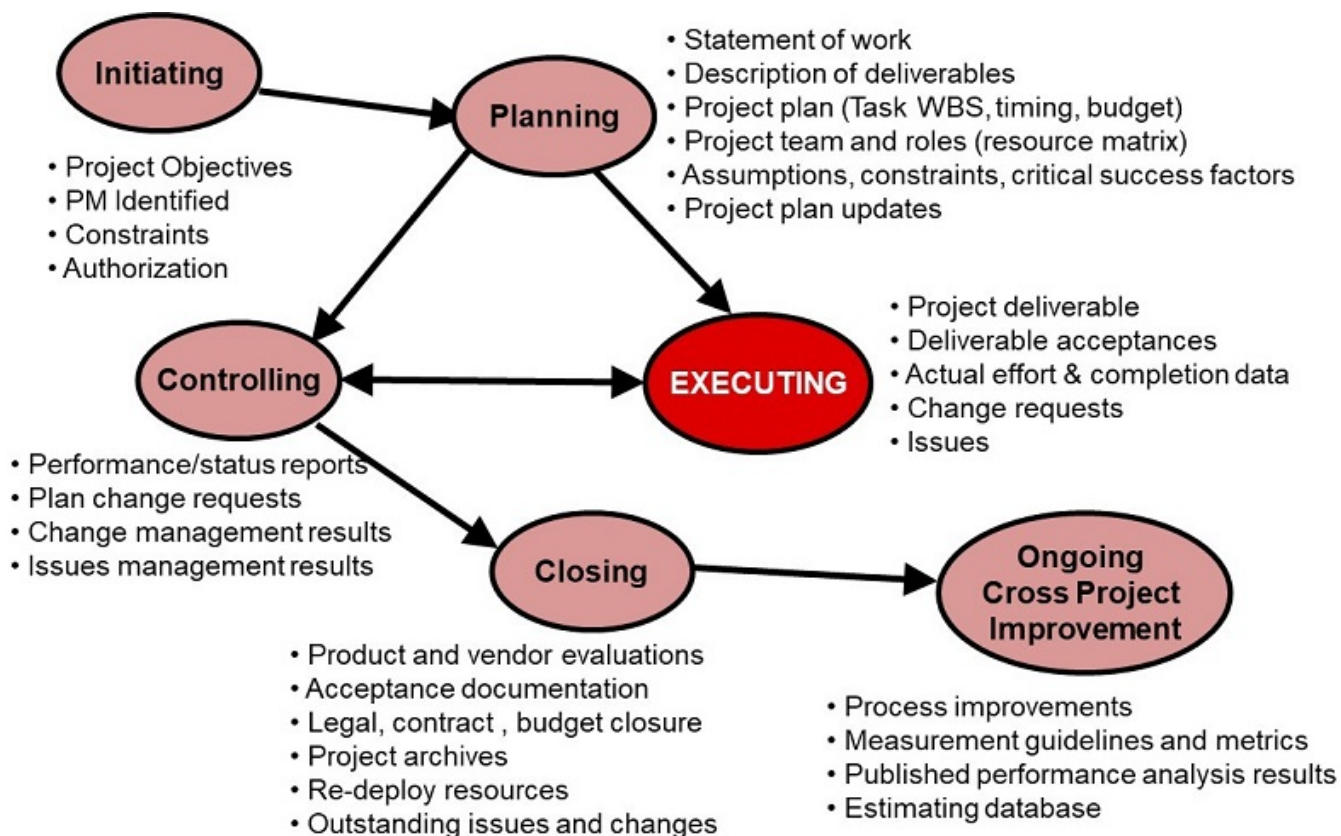 Initiating
• Project Objectives
• PM Identified
• Constraints
• Authorization
Planning
• Statement of work
• Description of deliverables
• Project plan (Task WBS, timing, budget)
• Project team and roles (resource matrix)
• Assumptions, constraints, critical success factors
• Project plan updates
Controlling
• Performance/status reports
• Plan change requests
• Change management results
• Issues management results
EXECUTING
• Project deliverable
• Deliverable acceptances
• Actual effort & completion data
• Change requests
• Issues
Closing
• Product and vendor evaluations
• Acceptance documentation
• Legal, contract , budget closure
• Project archives
• Re-deploy resources
• Outstanding issues and changes
Ongoing
Cross Project
Improvement
• Process improvements
• Measurement guidelines and metrics
• Published performance analysis results
• Estimating database